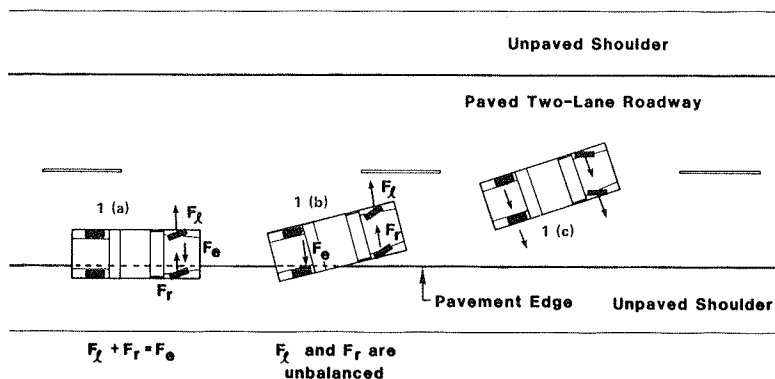 Unpaved Shoulder
Paved Two-Lane Roadway
1 (a)
Fℓ
Fe
Fr
1 (b)
Fℓ
Fr
Fe
1 (c)
Pavement Edge
Unpaved Shoulder
Fℓ + Fr = Fe
Fℓ and Fr are
unbalanced